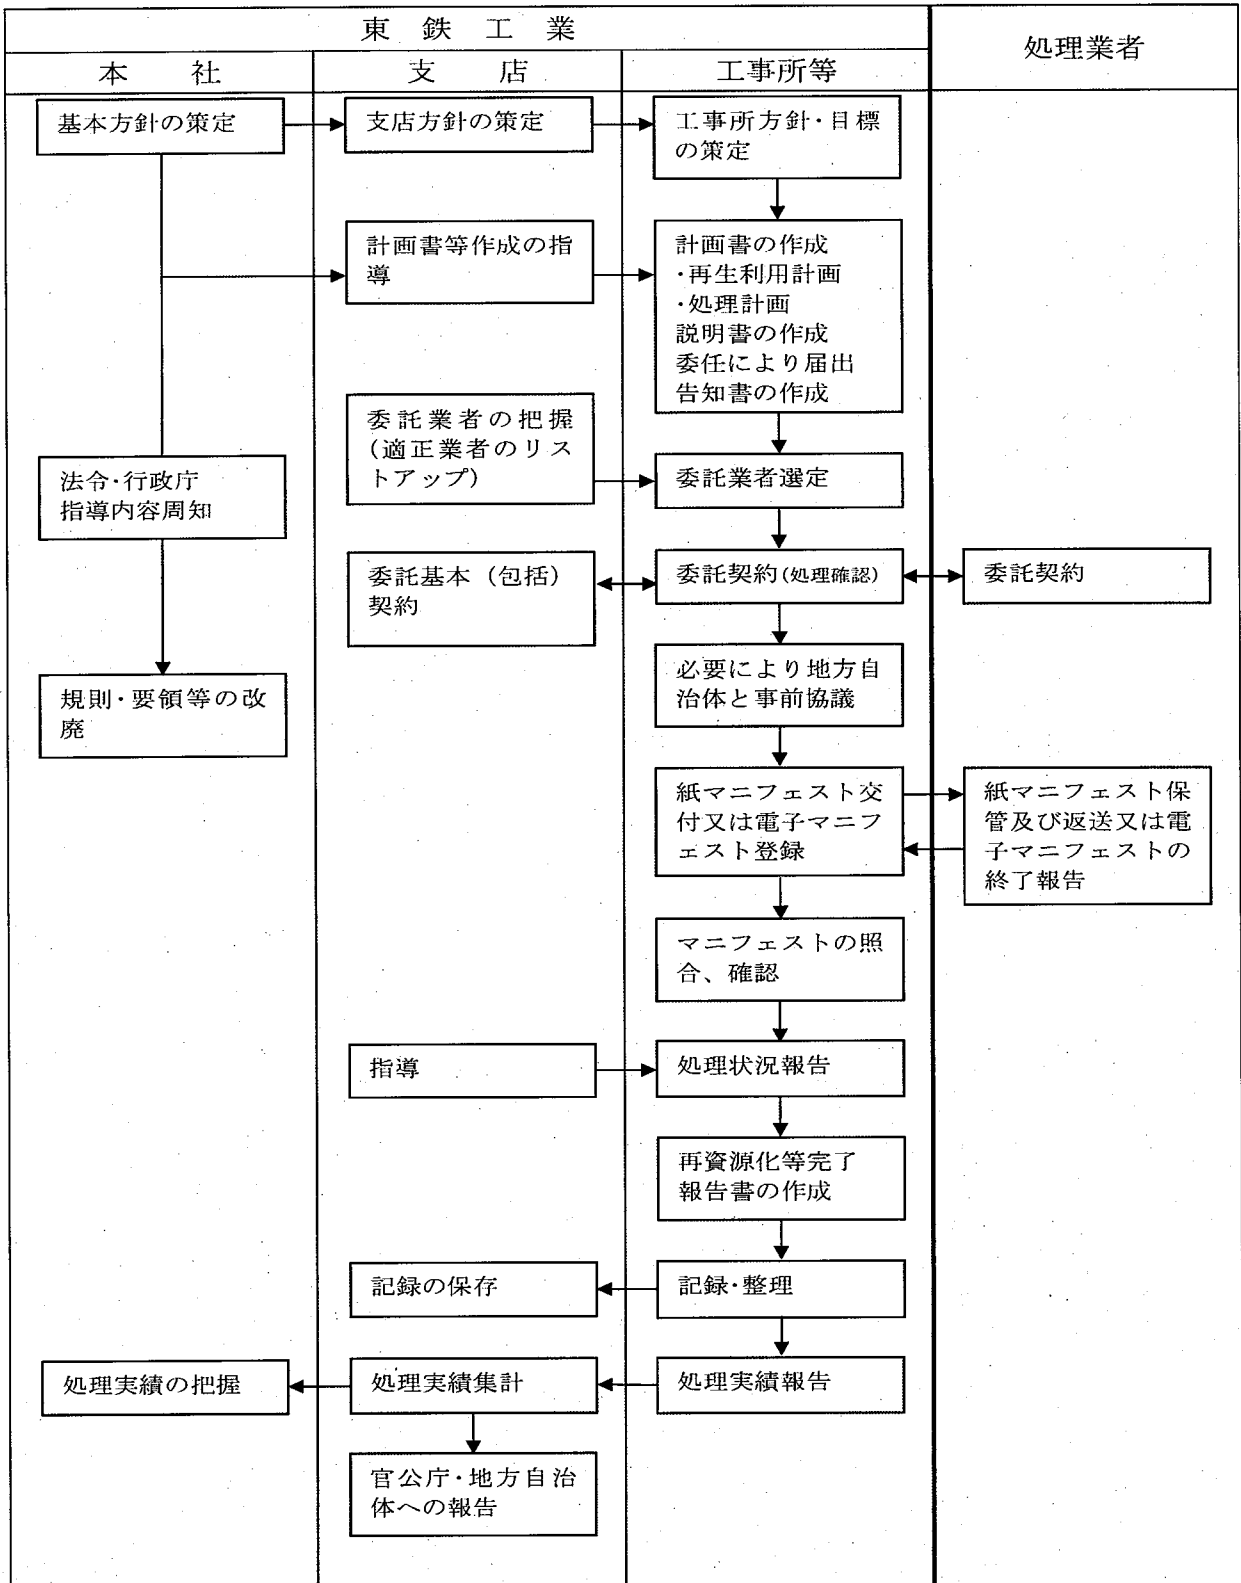 東鉄工業
処理業者
本社
支店
工事所等
基本方針の策定
支店方針の策定
工事所方針・目標
の策定
計画書等作成の指
導
計画書の作成
・再生利用計画
・処理計画
説明書の作成
委任により届出
告知書の作成
委託業者の把握
(適正業者のリス
トアップ)
委託業者選定
法令・行政庁
指導内容周知
委託基本（包括）
契約
委託契約(処理確認)
委託契約
必要により地方自
治体と事前協議
規則・要領等の改
廃
紙マニフェスト交
付又は電子マニフ
ェスト登録
紙マニフェスト保
管及び返送又は電
子マニフェストの
終了報告
マニフェストの照
合、確認
指導
処理状況報告
再資源化等完了
報告書の作成
記録の保存
記録・整理
処理実績の把握
処理実績集計
処理実績報告
官公庁・地方自治
体への報告